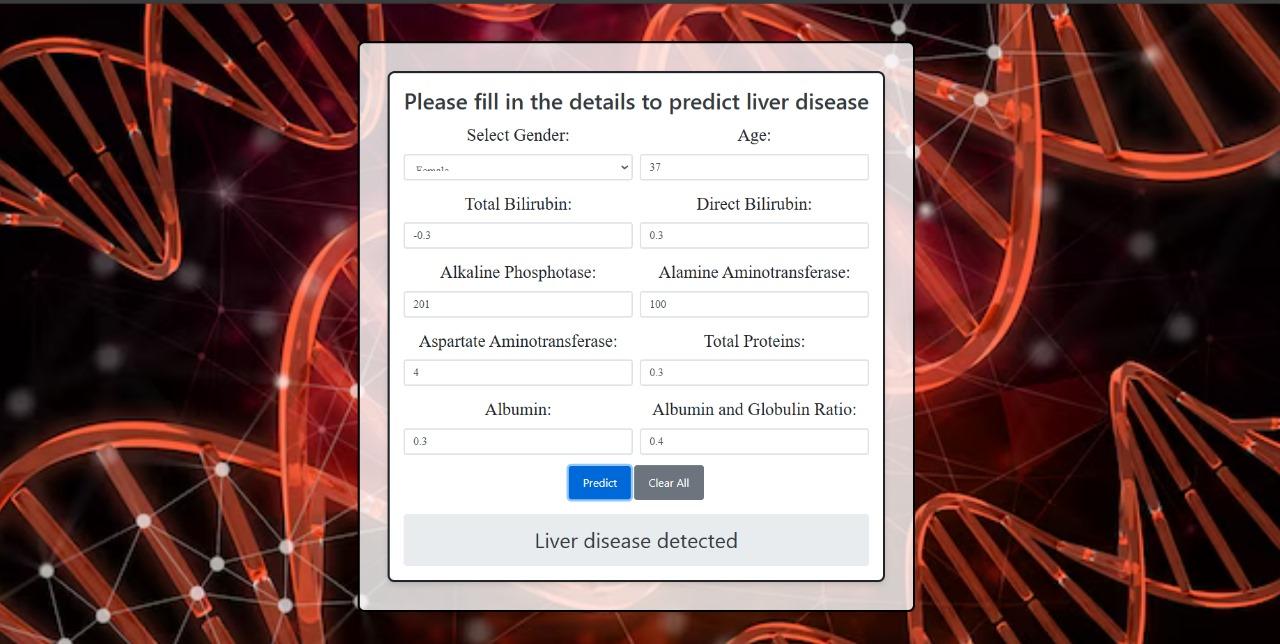 Please fill in the details to predict liver disease
Select Gender: Age:
Female 37
Total Bilirubin: Direct Bilirubin:
-0.3 0.3
Alkaline Phosphotase: Alamine Aminotransferase:
201 100
Aspartate Aminotransferase: Total Proteins:
4 0.3
Albumin: Albumin and Globulin Ratio:
0.3 0.4
Predict Clear All
Liver disease detected